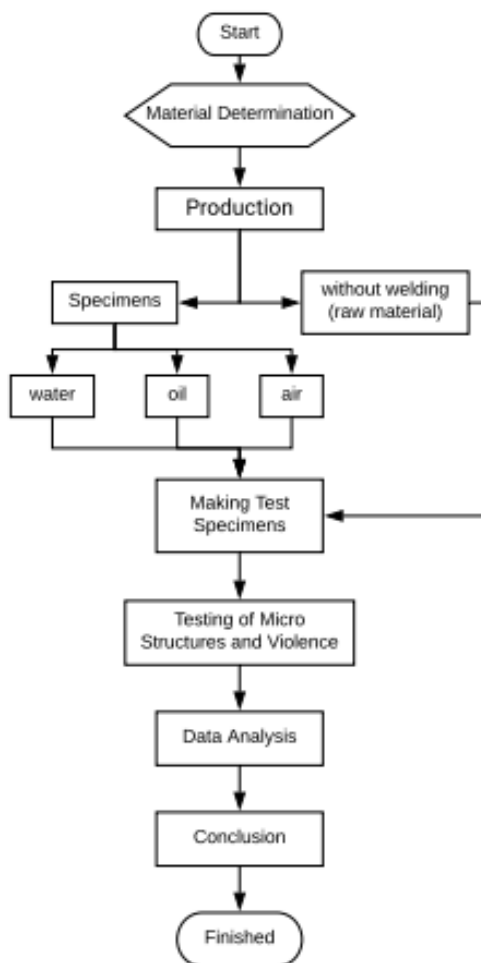 Start
Material Determination
Production
Specimens
without welding
(raw material)
water
oil
air
Making Test
Specimens
Testing of Micro
Structures and Violence
Data Analysis
Conclusion
Finished